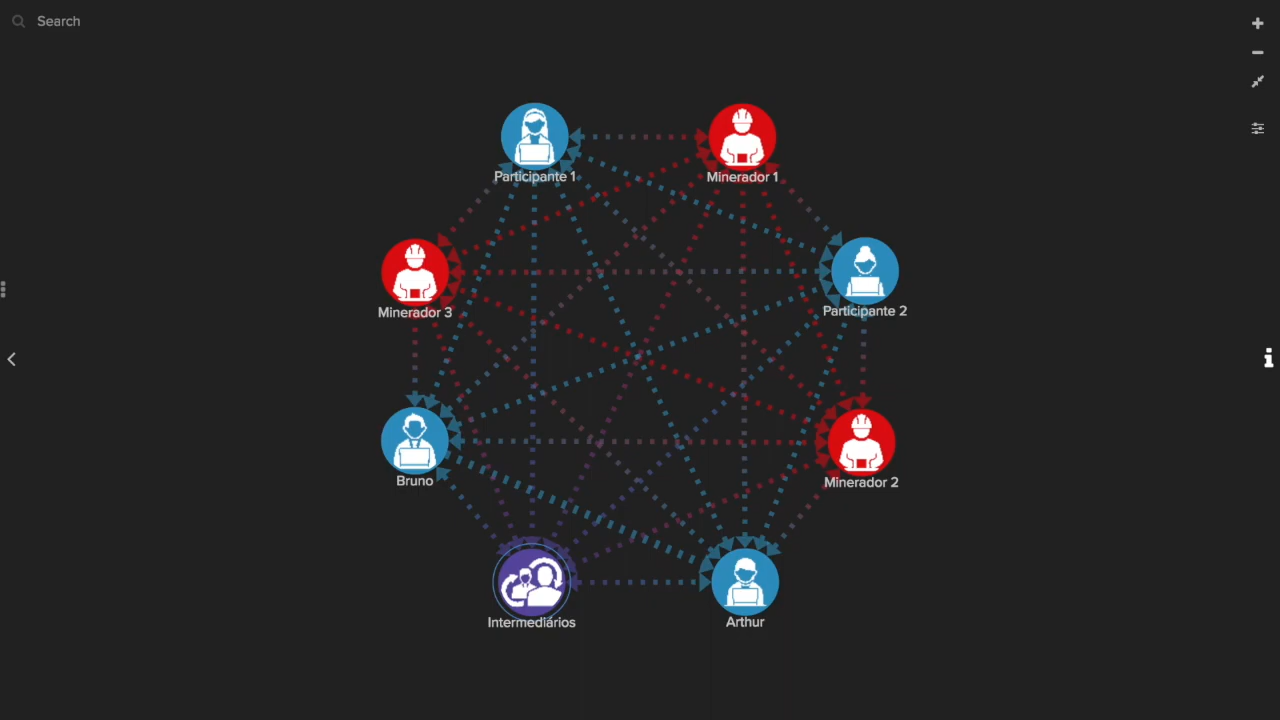 Search
Participante 1
Minerador 1
Minerador 3
Participante 2
Bruno
Minerador 2
Intermediários
Arthur